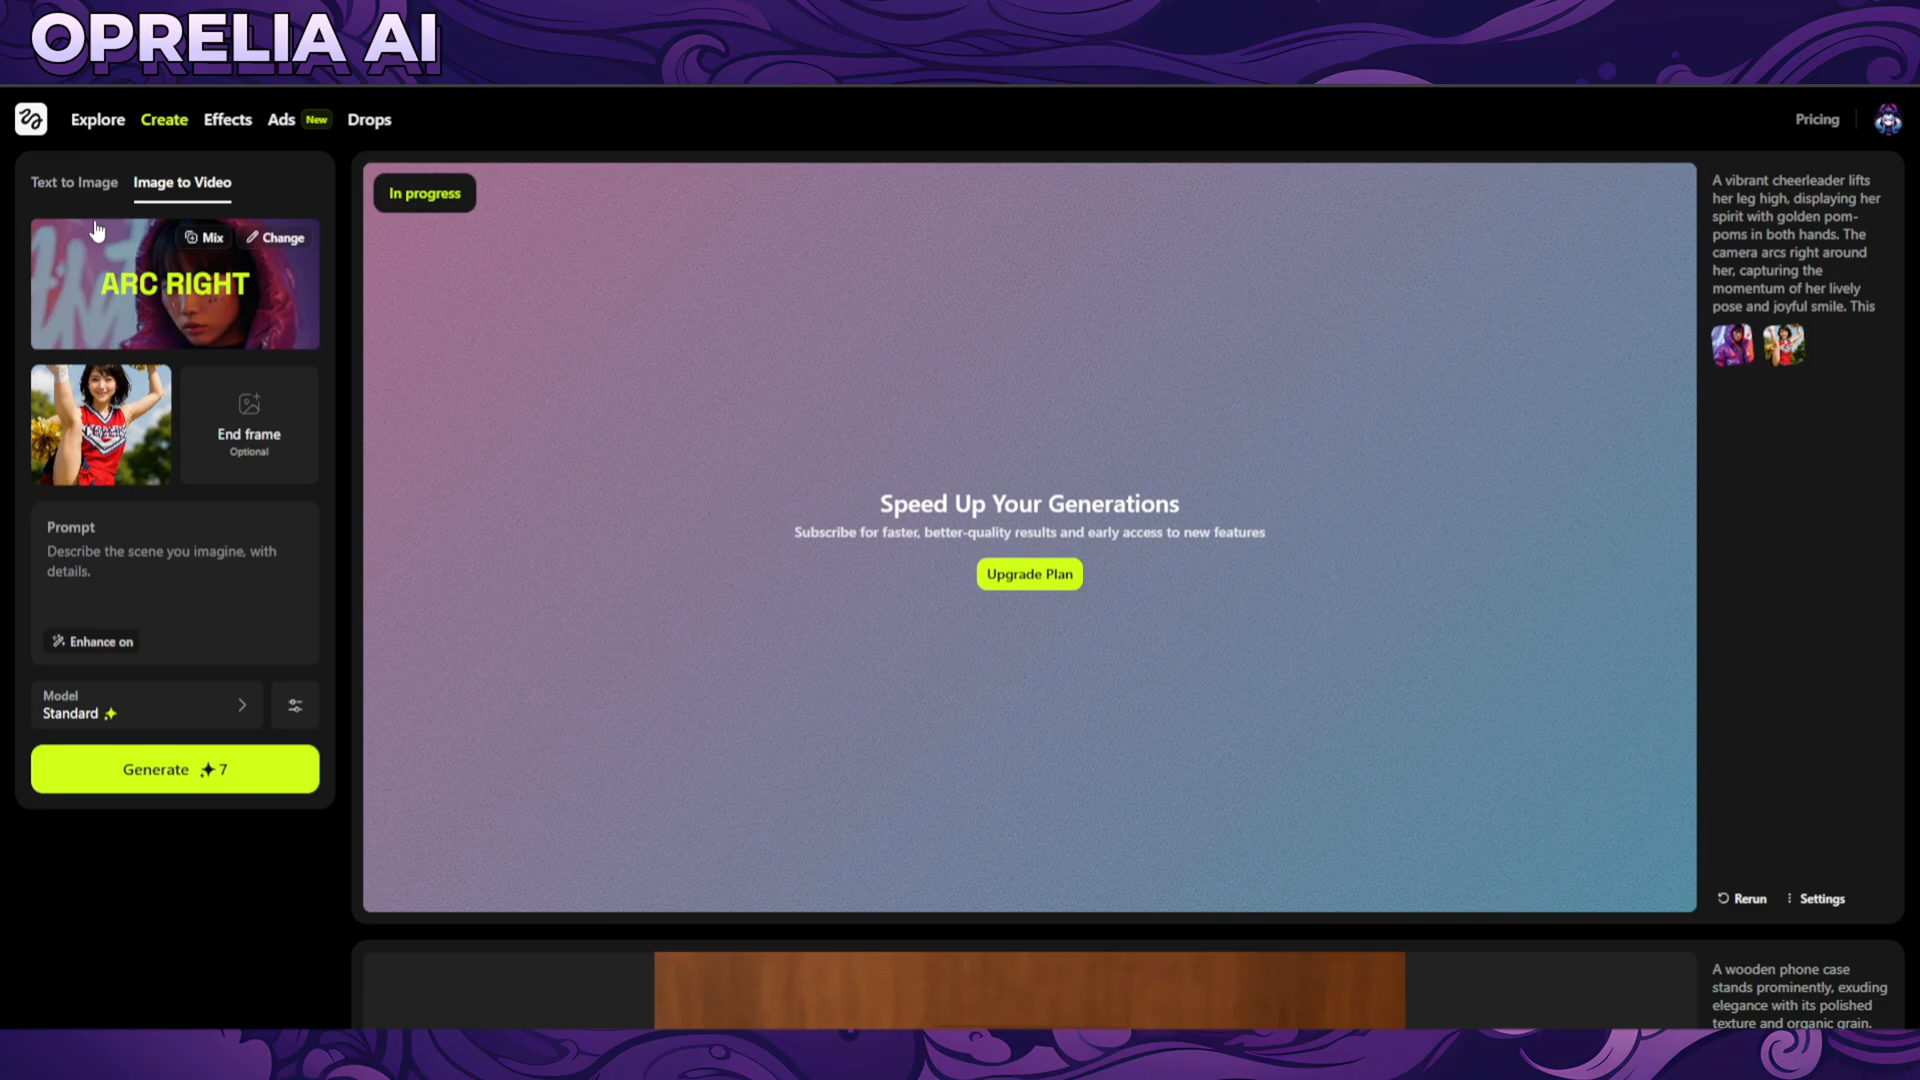 OPRELIA AI
Explore
Create
Effects
Ads New
Drops
Pricing
Text to Image
Image to Video
Mix
Change
ARC RIGHT
End frame
Optional
Prompt
Describe the scene you imagine, with
details.
Enhance on
Model
Standard
Generate 7
In progress
Speed Up Your Generations
Subscribe for faster, better-quality results and early access to new features
Upgrade Plan
A vibrant cheerleader lifts
her leg high, displaying her
spirit with golden pom-
poms in both hands. The
camera arcs right around
her, capturing the
momentum of her lively
pose and joyful smile. This
Rerun
Settings
A wooden phone case
stands prominently, exuding
elegance with its polished
texture and organic grain.